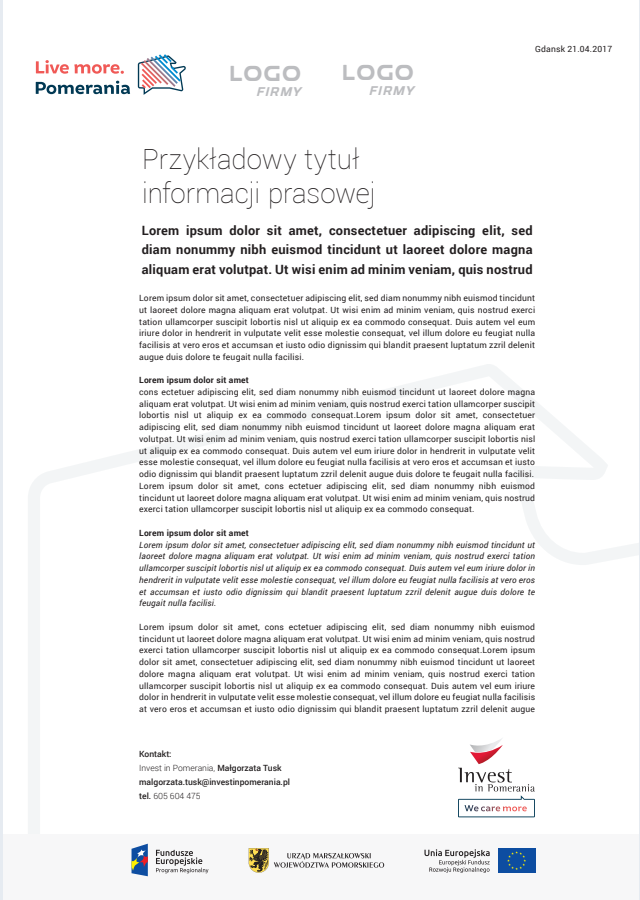 Gdansk 21.04.2017
Live more.
Pomerania
LOGO
FIRMY
LOGO
FIRMY
Przykładowy tytuł
informacji prasowej
Lorem ipsum dolor sit amet, consectetuer adipiscing elit, sed
diam nonummy nibh euismod tincidunt ut laoreet dolore magna
aliquam erat volutpat. Ut wisi enim ad minim veniam, quis nostrud
Lorem ipsum dolor sit amet, consectetuer adipiscing elit, sed diam nonummy nibh euismod tincidunt
ut laoreet dolore magna aliquam erat volutpat. Ut wisi enim ad minim veniam, quis nostrud exerci
tation ullamcorper suscipit lobortis nisl ut aliquip ex ea commodo consequat. Duis autem vel eum
iriure dolor in hendrerit in vulputate velit esse molestie consequat, vel illum dolore eu feugiat nulla
facilisis at vero eros et accumsan et iusto odio dignissim qui blandit praesent luptatum zzril delenit
augue duis dolore te feugait nulla facilisi.
Lorem ipsum dolor sit amet
cons ectetuer adipiscing elit, sed diam nonummy nibh euismod tincidunt ut laoreet dolore magna
aliquam erat volutpat. Ut wisi enim ad minim veniam, quis nostrud exerci tation ullamcorper suscipit
lobortis nisl ut aliquip ex ea commodo consequat.Lorem ipsum dolor sit amet, consectetuer
adipiscing elit, sed diam nonummy nibh euismod tincidunt ut laoreet dolore magna aliquam erat
volutpat. Ut wisi enim ad minim veniam, quis nostrud exerci tation ullamcorper suscipit lobortis nisl
ut aliquip ex ea commodo consequat. Duis autem vel eum iriure dolor in hendrerit in vulputate velit
esse molestie consequat, vel illum dolore eu feugiat nulla facilisis at vero eros et accumsan et iusto
odio dignissim qui blandit praesent luptatum zzril delenit augue duis dolore te feugait nulla facilisi.
Lorem ipsum dolor sit amet, cons ectetuer adipiscing elit, sed diam nonummy nibh euismod
tincidunt ut laoreet dolore magna aliquam erat volutpat. Ut wisi enim ad minim veniam, quis nostrud
exerci tation ullamcorper suscipit lobortis nisl ut aliquip ex ea commodo consequat.
Lorem ipsum dolor sit amet
Lorem ipsum dolor sit amet, consectetuer adipiscing elit, sed diam nonummy nibh euismod tincidunt ut
laoreet dolore magna aliquam erat volutpat. Ut wisi enim ad minim veniam, quis nostrud exerci tation
ullamcorper suscipit lobortis nisl ut aliquip ex ea commodo consequat. Duis autem vel eum iriure dolor in
hendrerit in vulputate velit esse molestie consequat, vel illum dolore eu feugiat nulla facilisis at vero eros
et accumsan et iusto odio dignissim qui blandit praesent luptatum zzril delenit augue duis dolore te
feugait nulla facilisi.
Lorem ipsum dolor sit amet, cons ectetuer adipiscing elit, sed diam nonummy nibh euismod
tincidunt ut laoreet dolore magna aliquam erat volutpat. Ut wisi enim ad minim veniam, quis nostrud
exerci tation ullamcorper suscipit lobortis nisl ut aliquip ex ea commodo consequat.Lorem ipsum
dolor sit amet, consectetuer adipiscing elit, sed diam nonummy nibh euismod tincidunt ut laoreet
dolore magna aliquam erat volutpat. Ut wisi enim ad minim veniam, quis nostrud exerci tation
ullamcorper suscipit lobortis nisl ut aliquip ex ea commodo consequat. Duis autem vel eum iriure
dolor in hendrerit in vulputate velit esse molestie consequat, vel illum dolore eu feugiat nulla facilisis
at vero eros et accumsan et iusto odio dignissim qui blandit praesent luptatum zzril delenit augue
Kontakt:
Invest in Pomerania, Małgorzata Tusk
malgorzata.tusk@investinpomerania.pl
tel. 605 604 475
Invest
in Pomerania
We care more
Fundusze
Europejskie
Program Regionalny
URZĄD MARSZAŁKOWSKI
WOJEWÓDZTWA POMORSKIEGO
Unia Europejska
Europejski Fundusz
Rozwoju Regionalnego